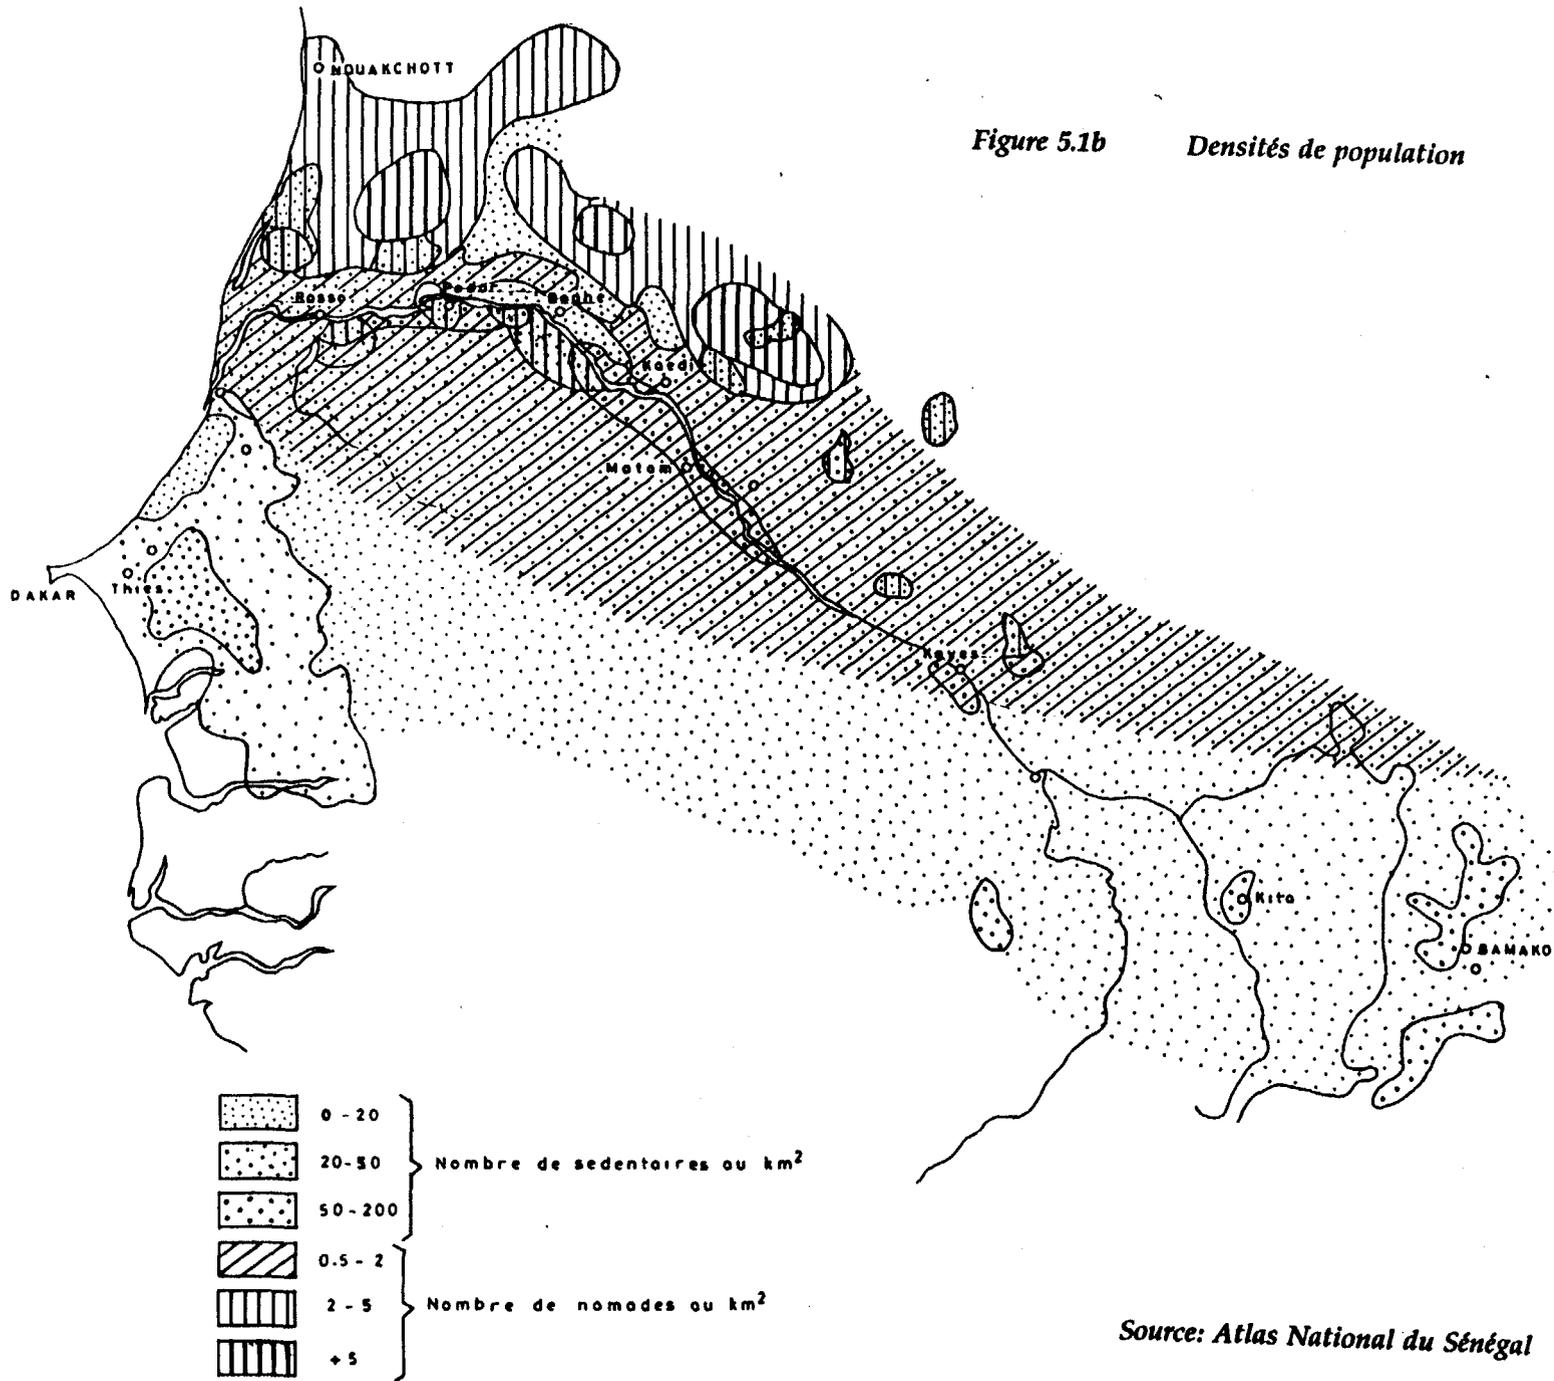 Figure 5.1b Densités de population
NOUAKCHOTT
Rosso
Podor
Boghe
Kaedi
Matam
DAKAR
Thies
Kayes
Kita
BAMAKO
0-20
20-50
50-200
Nombre de sedentaires au km²
0.5-2
2-5
+5
Nombre de nomades au km²
Source: Atlas National du Sénégal